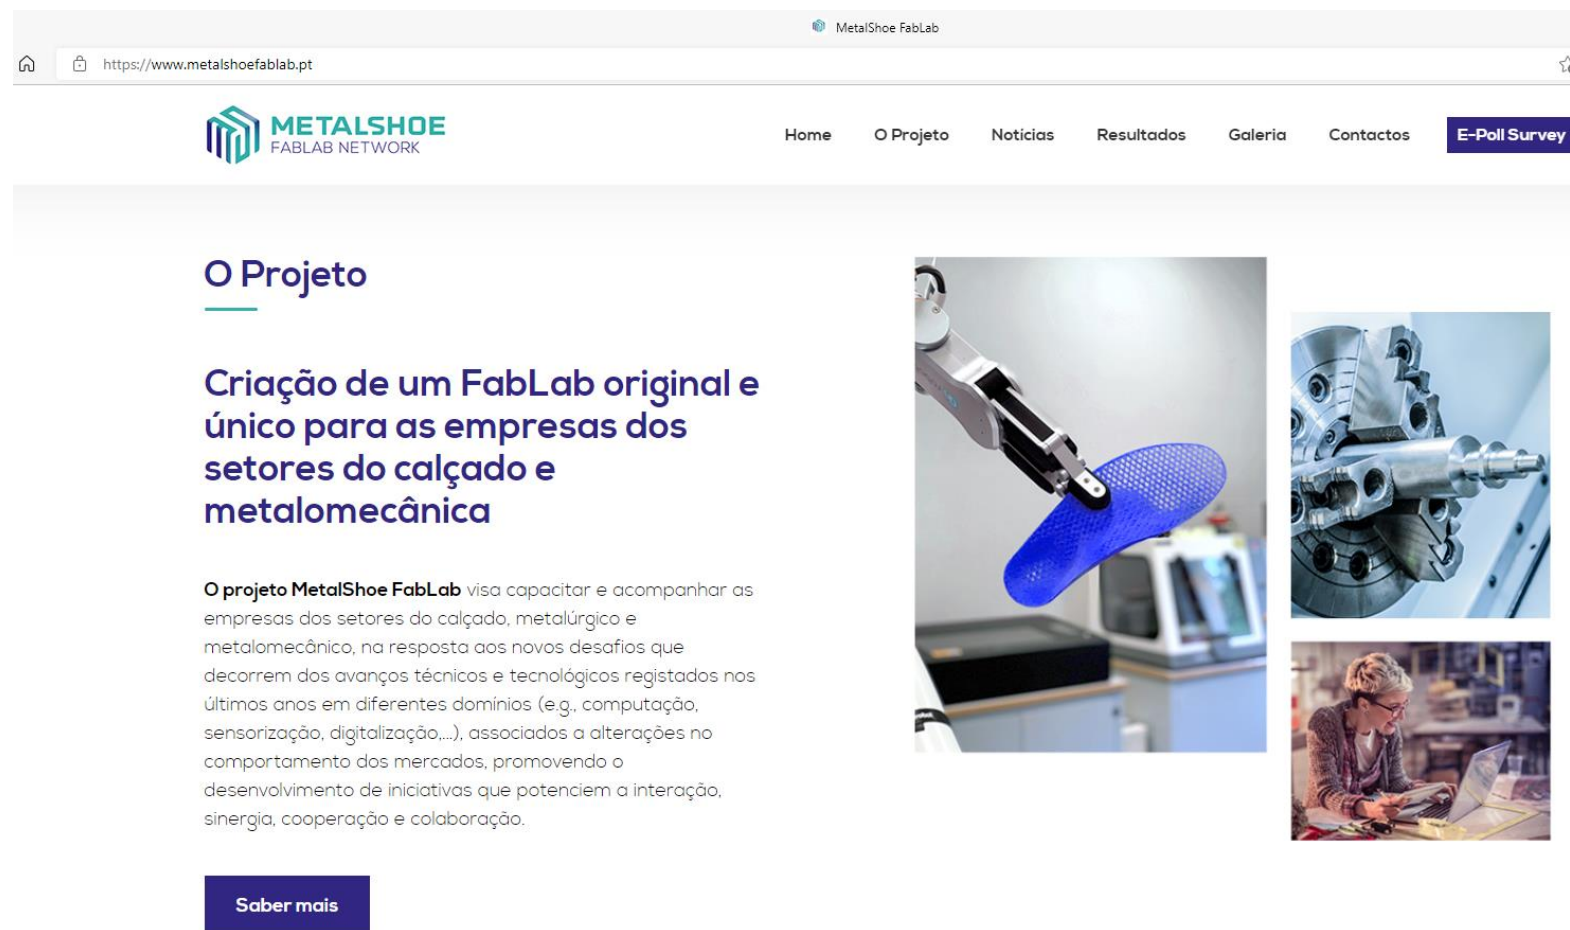 MetalShoe FabLab
https://www.metalshoefablab.pt
METALSHOE
FABLAB NETWORK
Home
O Projeto
Notícias
Resultados
Galeria
Contactos
E-Poll Survey
O Projeto
Criação de um FabLab original e
único para as empresas dos
setores do calçado e
metalomecânica
O projeto MetalShoe FabLab visa capacitar e acompanhar as
empresas dos setores do calçado, metalúrgico e
metalomecânico, na resposta aos novos desafios que
decorrem dos avanços técnicos e tecnológicos registados nos
últimos anos em diferentes domínios (e.g., computação,
sensorização, digitalização,...), associados a alterações no
comportamento dos mercados, promovendo o
desenvolvimento de iniciativas que potenciem a interação,
sinergia, cooperação e colaboração.
Saber mais